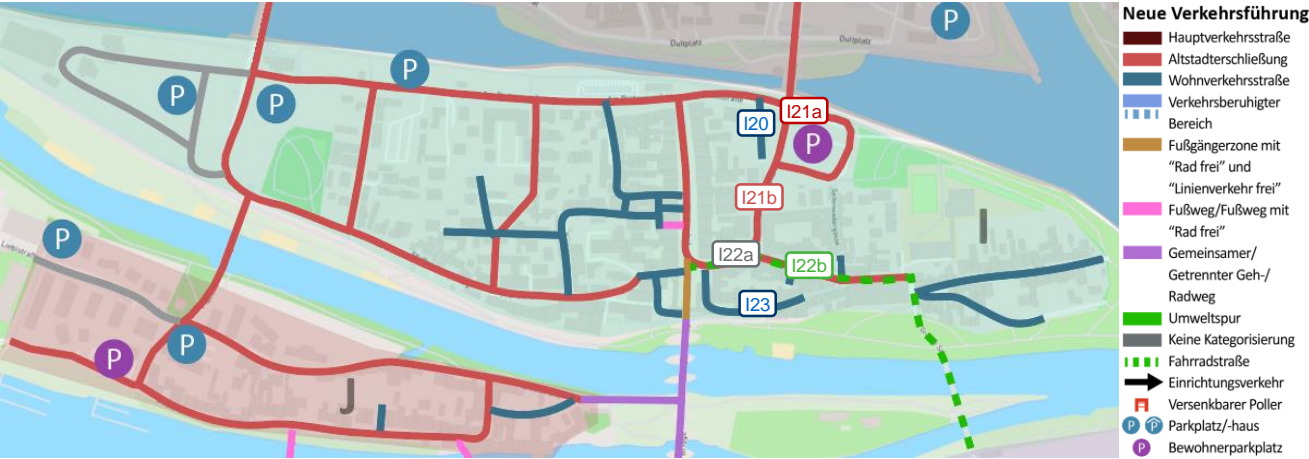 Neue Verkehrsführung
Hauptverkehrsstraße
Altstadterschließung
Wohnverkehrsstraße
Verkehrsberuhigter
Bereich
Fußgängerzone mit
“Rad frei” und
“Linienverkehr frei”
Fußweg/Fußweg mit
“Rad frei”
Gemeinsamer/
Getrennter Geh-/
Radweg
Umweltspur
Keine Kategorisierung
Fahrradstraße
Einrichtungsverkehr
Versenkbarer Poller
P P Parkplatz/-haus
P Bewohnerparkplatz
P
Dultplatz
Dultplatz
P
P
P
I20
I21a
P
I21b
I
I22a
I22b
I23
P
P
P
J